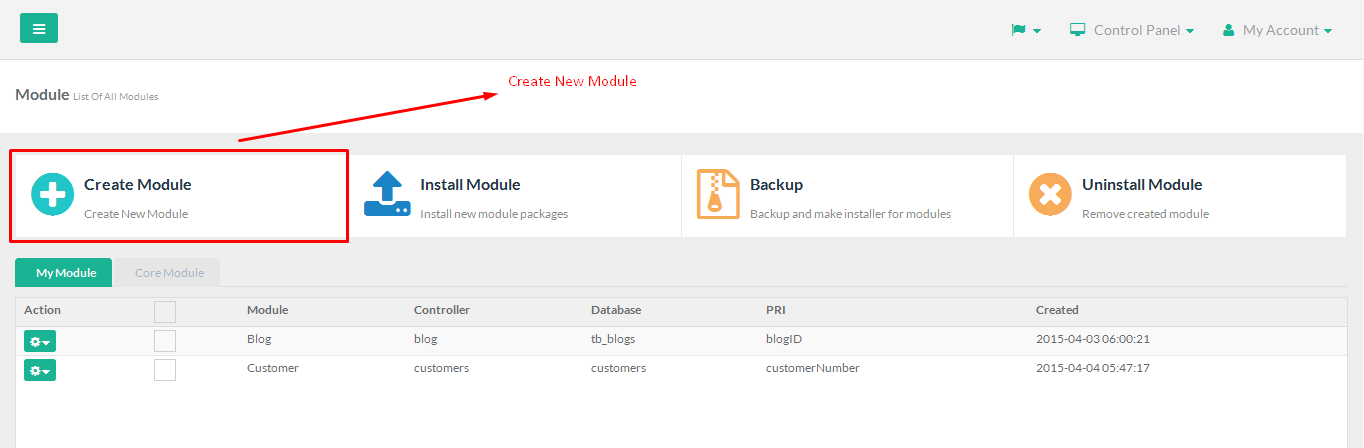 Control Panel My Account
Create New Module
Module List Of All Modules
Create Module Install Module Backup Uninstall Module
Create New Module Install new module packages Backup and make installer for modules Remove created module
My Module Core Module
Action Module Controller Database PRI Created
Blog blog tb_blogs blogID 2015-04-03 06:00:21
Customer customers customers customerNumber 2015-04-04 05:47:17